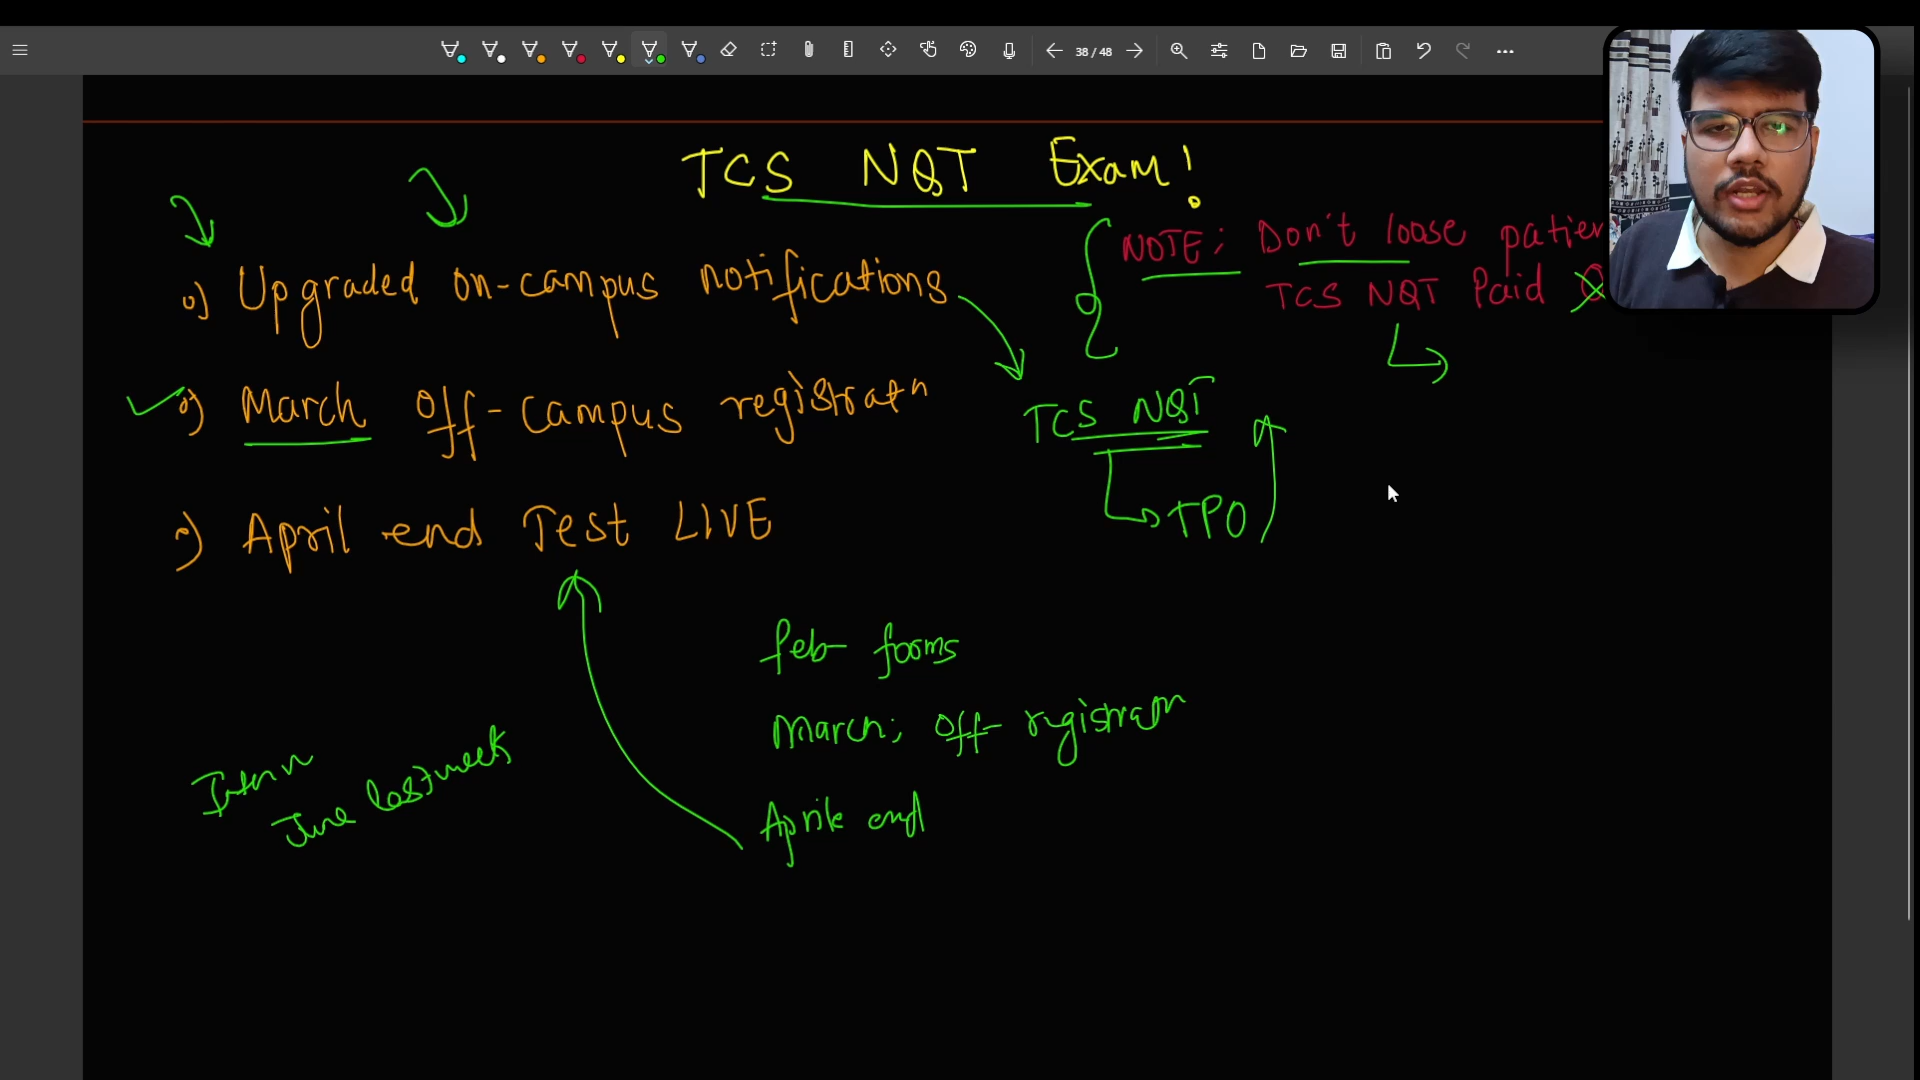 38 / 48
TCS NQT Exam!
NOTE; Don't loose patien
TCS NQT Paid
o) Upgraded on-campus notifications
o) March Off-Campus registratn
TCS NQT
TPO
o) April end Test LIVE
feb forms
March; Off- registratn
Aprile end
Intern
June last week